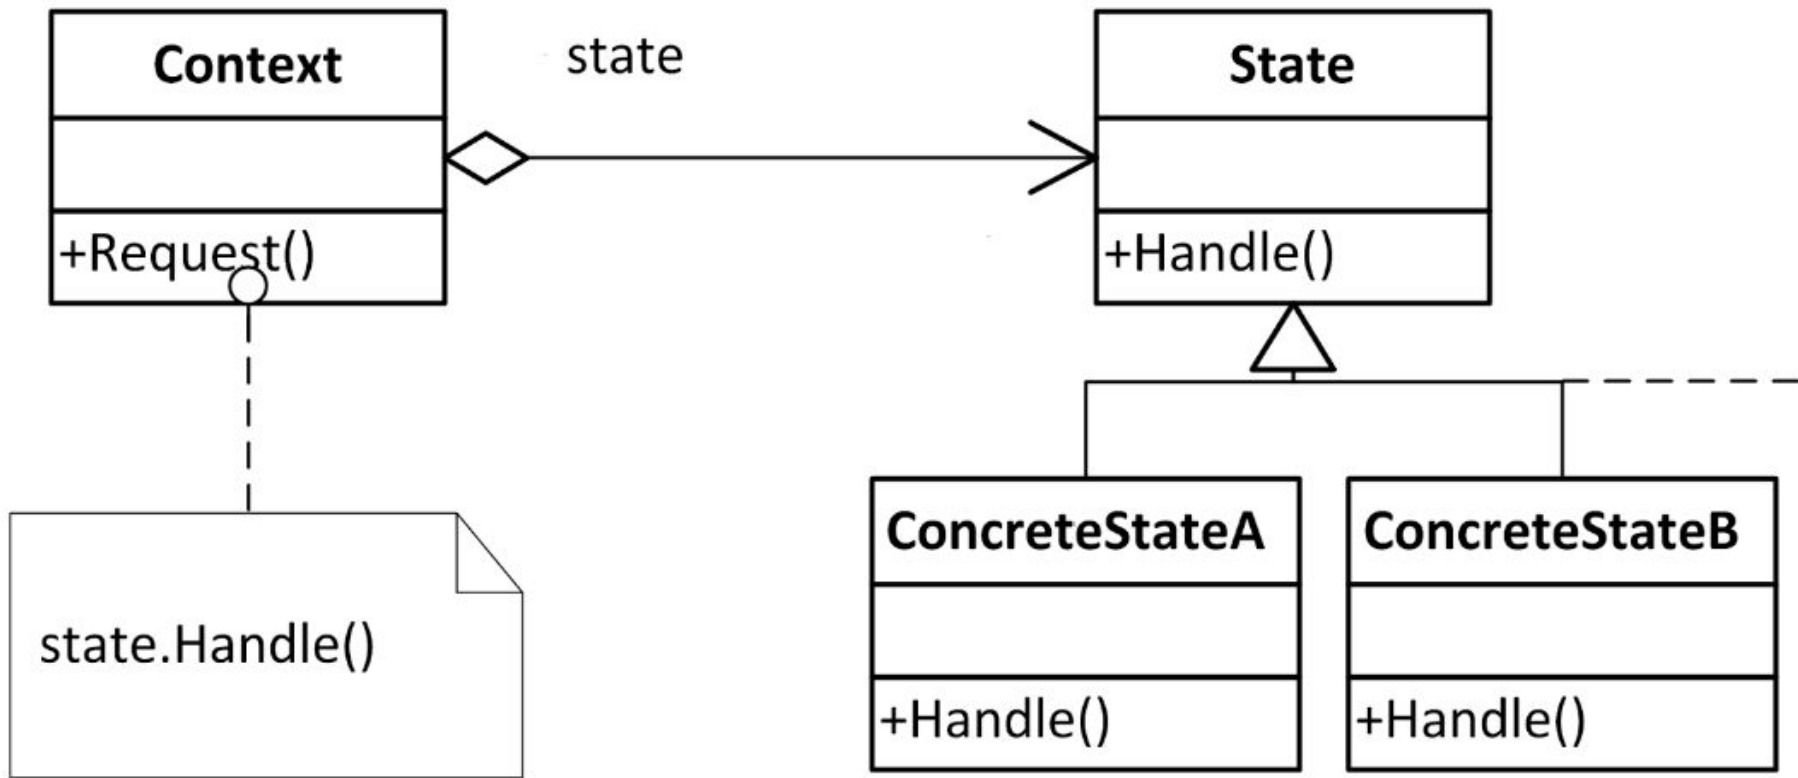 Context
state
State
+Request()
+Handle()
state.Handle()
ConcreteStateA
ConcreteStateB
+Handle()
+Handle()